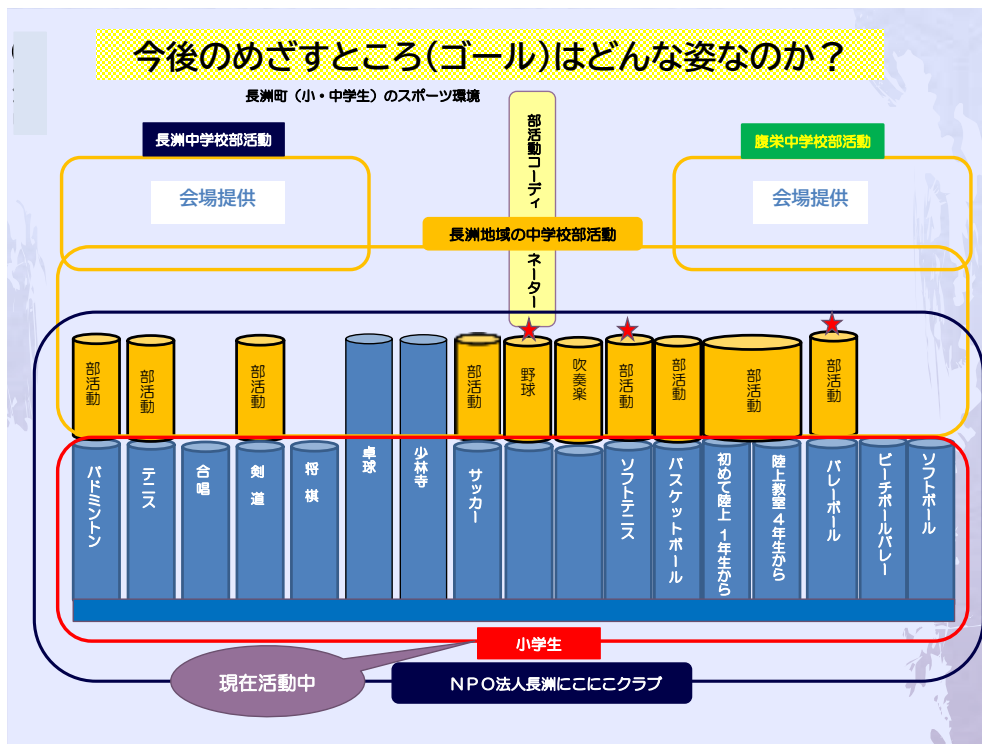 今後のめざすところ(ゴール)はどんな姿なのか？
長洲町（小・中学生）のスポーツ環境
部活動コーディネーター
長洲中学校部活動
腹栄中学校部活動
会場提供
会場提供
長洲地域の中学校部活動
部活動
部活動
部活動
部活動
野球
吹奏楽
部活動
部活動
部活動
部活動
バドミントン
テニス
合唱
剣道
将棋
卓球
少林寺
サッカー
ソフトテニス
バスケットボール
初めて陸上 1年生から
陸上教室4年生から
バレーボール
ビーチボールバレー
ソフトボール
小学生
現在活動中
ＮＰＯ法人長洲にこにこクラブ